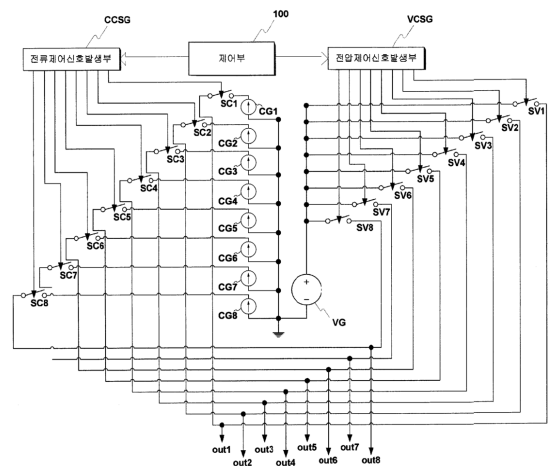 CCSG
100
VCSG
전류제어신호발생부
제어부
전압제어신호발생부
SC1
CG1
SV1
SC2
SV2
SC3
CG2
SV3
SC4
CG3
SV4
SC5
CG4
SV5
SC6
CG5
SV6
SC7
CG6
SV7
SC8
CG7
SV8
CG8
+
−
VG
out1
out2
out3
out4
out5
out6
out7
out8